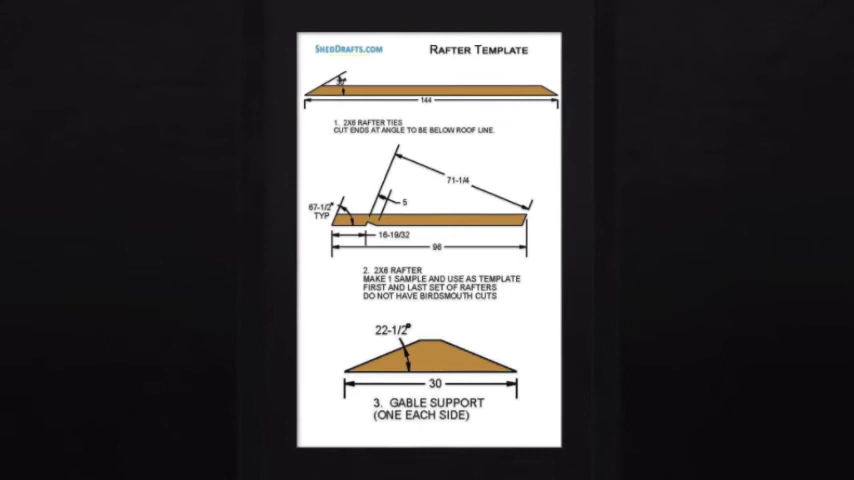 SHEDDRAFTS.COM
RAFTER TEMPLATE
144
1. 2X6 RAFTER TIES
CUT ENDS AT ANGLE TO BE BELOW ROOF LINE.
71-1/4
67-1/2°
TYP
5
16-19/32
96
2. 2X6 RAFTER
MAKE 1 SAMPLE AND USE AS TEMPLATE
FIRST AND LAST SET OF RAFTERS
DO NOT HAVE BIRDSMOUTH CUTS
22-1/2°
30
3. GABLE SUPPORT
(ONE EACH SIDE)